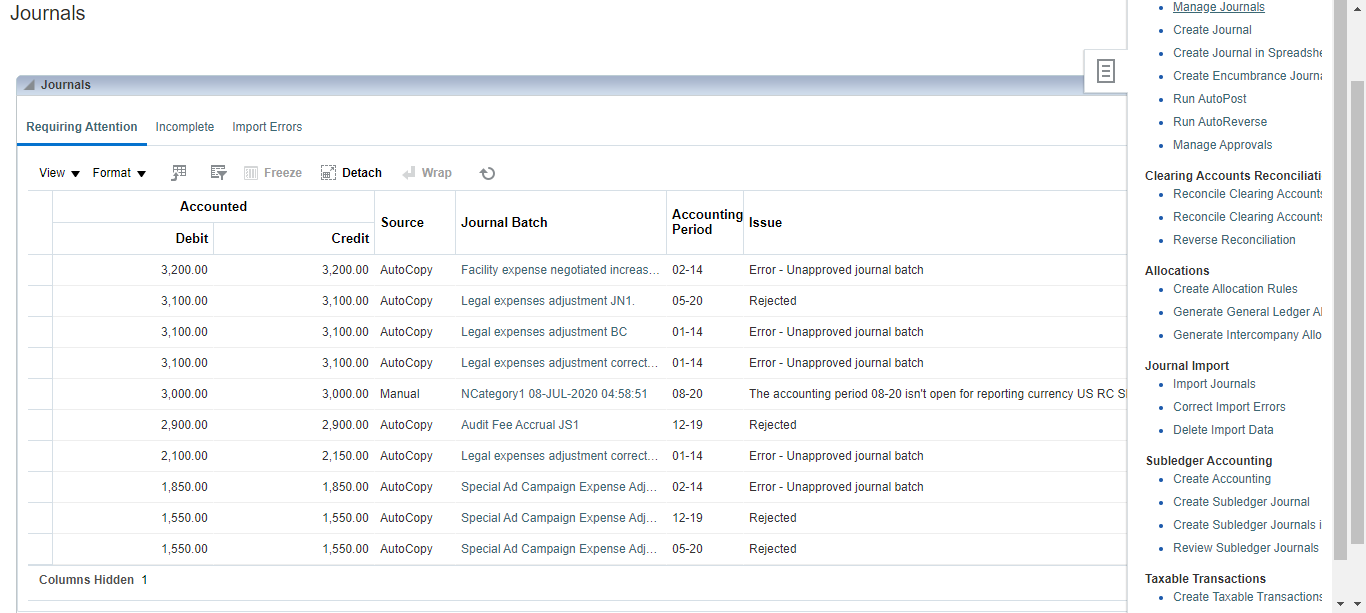 Journals
Journals
Requiring Attention Incomplete Import Errors
View Format Freeze Detach Wrap
Accounted
Debit Credit Source Journal Batch Accounting Period Issue
3,200.00 3,200.00 AutoCopy Facility expense negotiated increas... 02-14 Error - Unapproved journal batch
3,100.00 3,100.00 AutoCopy Legal expenses adjustment JN1. 05-20 Rejected
3,100.00 3,100.00 AutoCopy Legal expenses adjustment BC 01-14 Error - Unapproved journal batch
3,100.00 3,100.00 AutoCopy Legal expenses adjustment correct... 01-14 Error - Unapproved journal batch
3,000.00 3,000.00 Manual NCategory1 08-JUL-2020 04:58:51 08-20 The accounting period 08-20 isn't open for reporting currency US RC S
2,900.00 2,900.00 AutoCopy Audit Fee Accrual JS1 12-19 Rejected
2,100.00 2,150.00 AutoCopy Legal expenses adjustment correct... 01-14 Error - Unapproved journal batch
1,850.00 1,850.00 AutoCopy Special Ad Campaign Expense Adj... 02-14 Error - Unapproved journal batch
1,550.00 1,550.00 AutoCopy Special Ad Campaign Expense Adj... 12-19 Rejected
1,550.00 1,550.00 AutoCopy Special Ad Campaign Expense Adj... 05-20 Rejected
Columns Hidden 1
Manage Journals
Create Journal
Create Journal in Spreadshe
Create Encumbrance Journa
Run AutoPost
Run AutoReverse
Manage Approvals
Clearing Accounts Reconciliati
Reconcile Clearing Accounts
Reconcile Clearing Accounts
Reverse Reconciliation
Allocations
Create Allocation Rules
Generate General Ledger Al
Generate Intercompany Allo
Journal Import
Import Journals
Correct Import Errors
Delete Import Data
Subledger Accounting
Create Accounting
Create Subledger Journal
Create Subledger Journals i
Review Subledger Journals
Taxable Transactions
Create Taxable Transactions